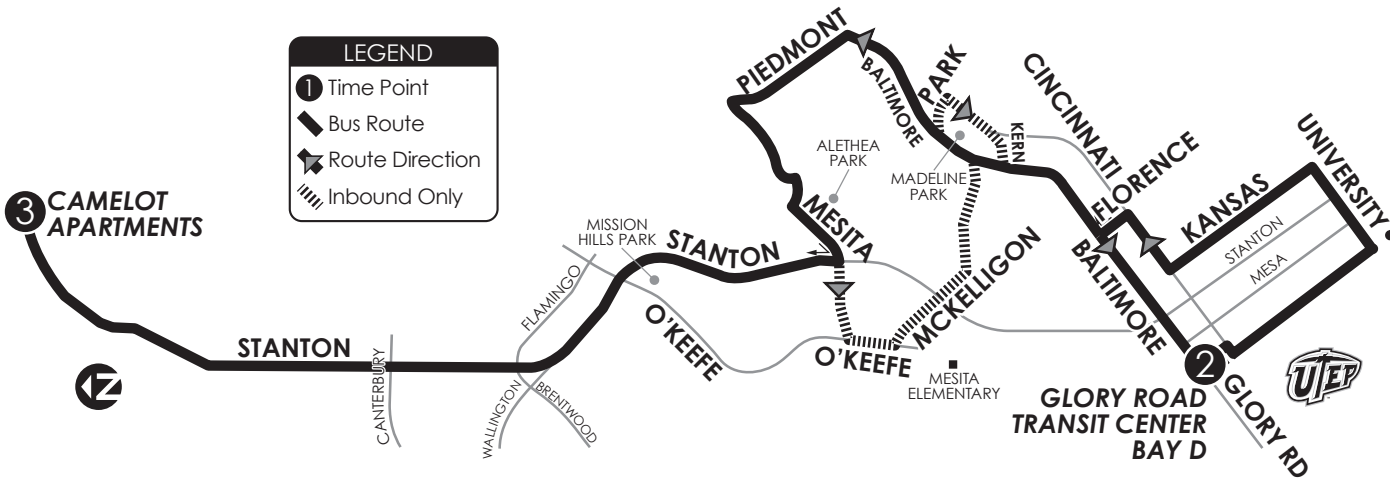 LEGEND
1 Time Point
Bus Route
Route Direction
Inbound Only
3 CAMELOT
APARTMENTS
N
STANTON
CANTERBURY
FLAMINGO
WALLINGTON
BRENTWOOD
MISSION
HILLS PARK
O'KEEFE
STANTON
MESITA
PIEDMONT
ALETHEA
PARK
BALTIMORE
PARK
MADELINE
PARK
KERN
O'KEEFE
MCKELLIGON
MESITA
ELEMENTARY
CINCINNATI
FLORENCE
BALTIMORE
KANSAS
STANTON
MESA
UNIVERSITY
2
GLORY ROAD
TRANSIT CENTER
BAY D
GLORY RD
UTEP